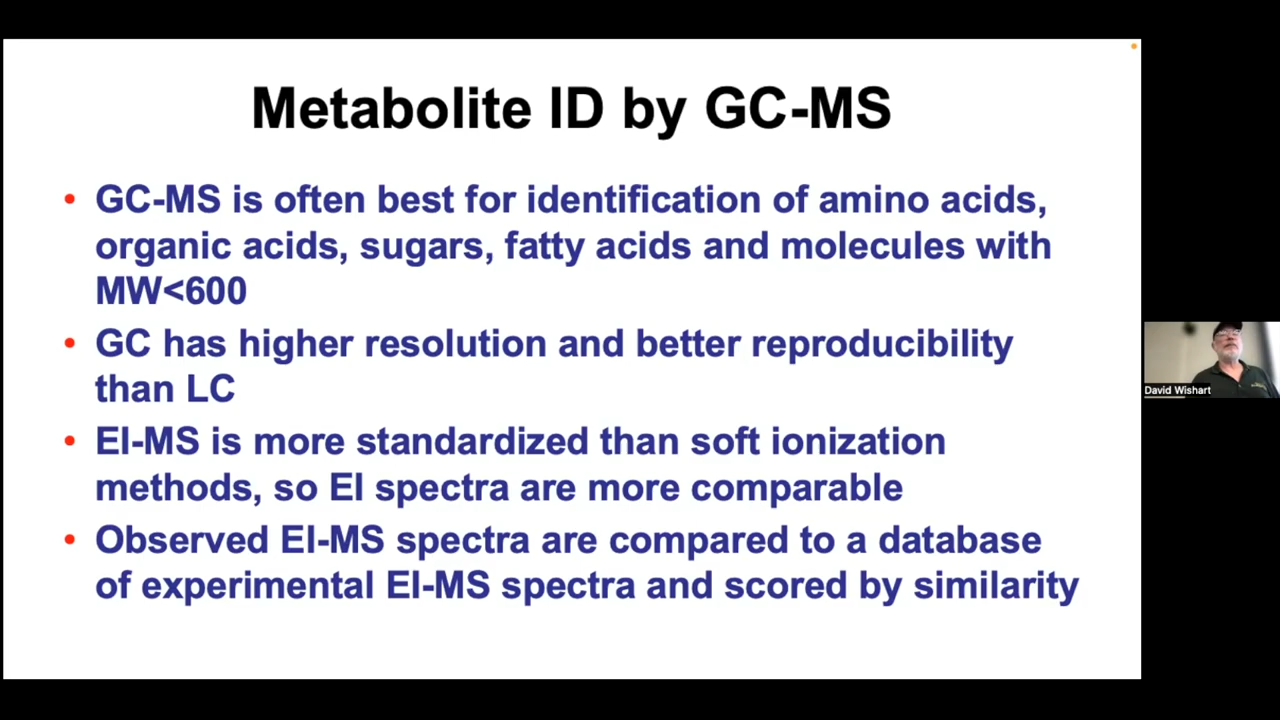 Metabolite ID by GC-MS
• GC-MS is often best for identification of amino acids,
organic acids, sugars, fatty acids and molecules with
MW<600
• GC has higher resolution and better reproducibility
than LC
• EI-MS is more standardized than soft ionization
methods, so EI spectra are more comparable
• Observed EI-MS spectra are compared to a database
of experimental EI-MS spectra and scored by similarity
David Wishart